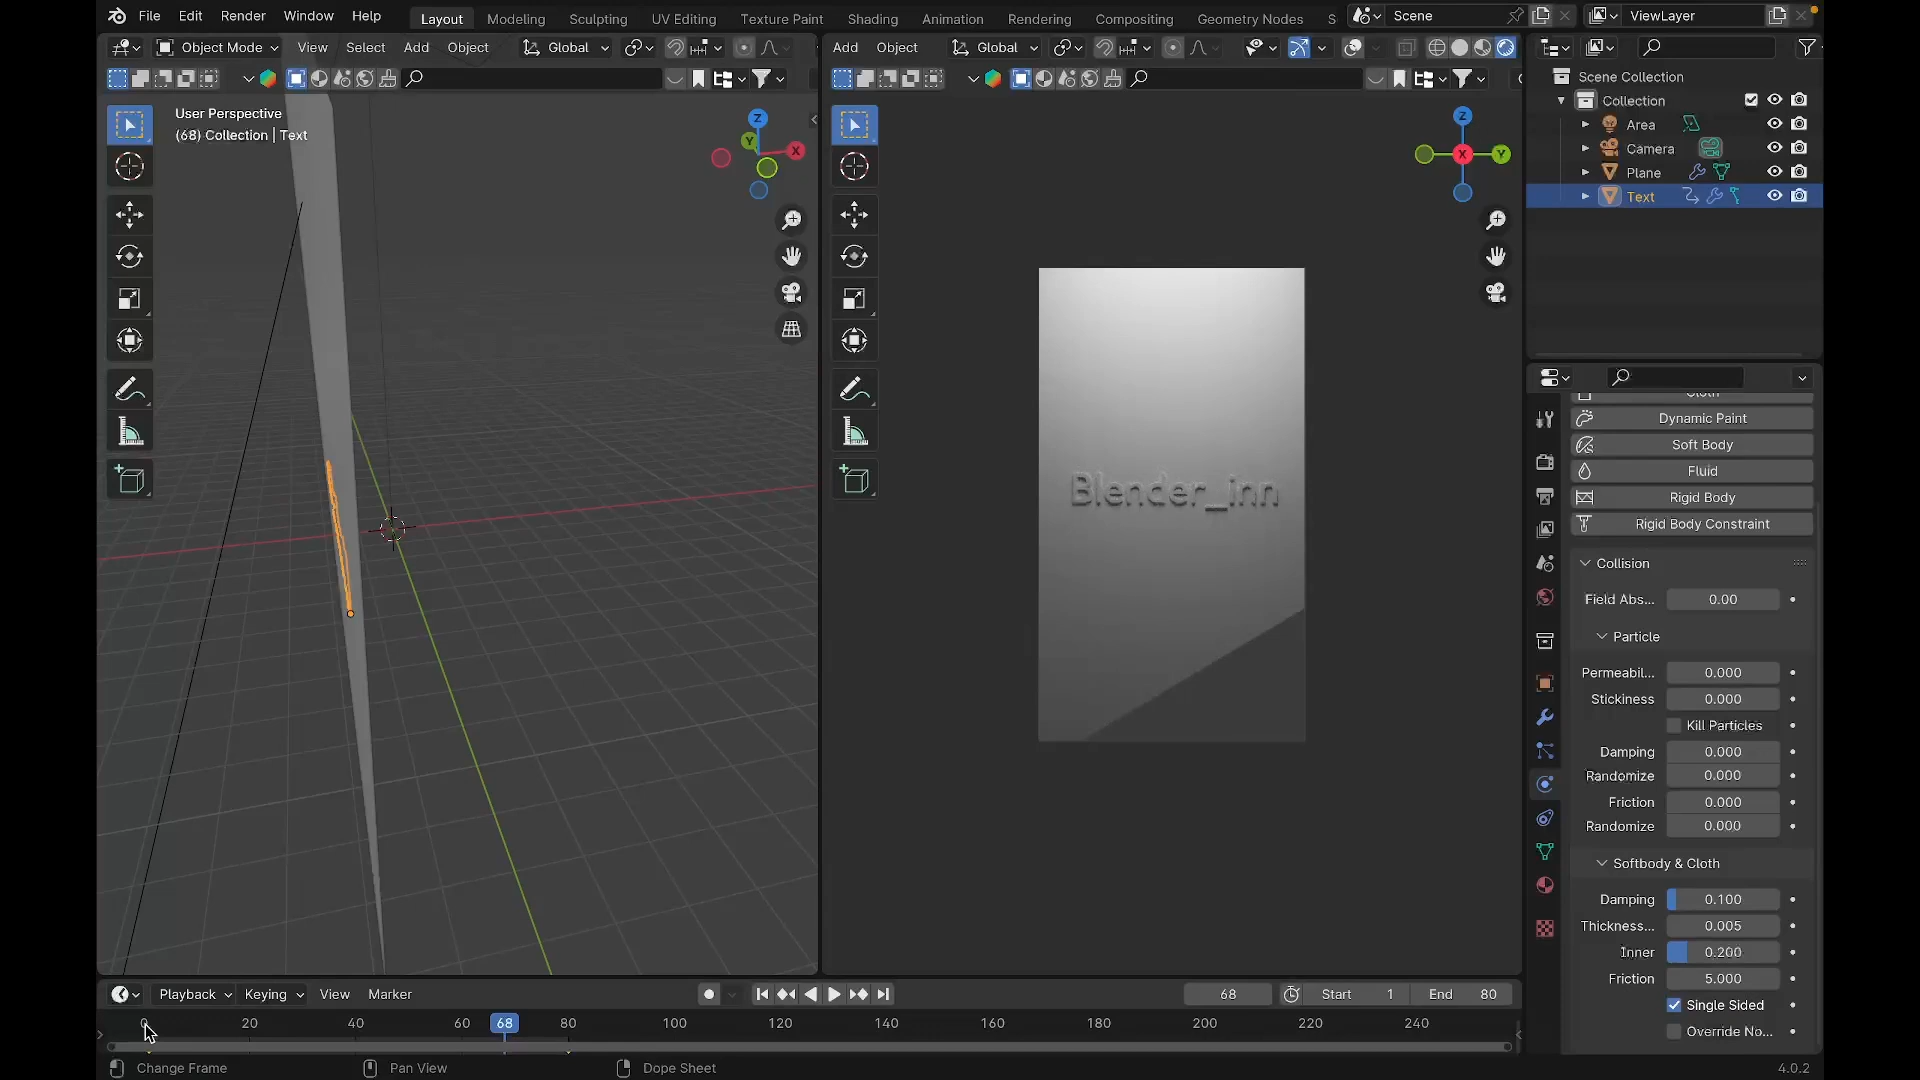 File Edit Render Window Help Layout Modeling Sculpting UV Editing Texture Paint Shading Animation Rendering Compositing Geometry Nodes S Scene ViewLayer
Object Mode View Select Add Object Global
Add Object Global
User Perspective
(68) Collection | Text
Z
Y
X
Z
X
Y
Blender_inn
Scene Collection
Collection
Area
Camera
Plane
Text
Dynamic Paint
Soft Body
Fluid
Rigid Body
Rigid Body Constraint
Collision
Field Abs... 0.00
Particle
Permeabil... 0.000
Stickiness 0.000
Kill Particles
Damping 0.000
Randomize 0.000
Friction 0.000
Randomize 0.000
Softbody & Cloth
Damping 0.100
Thickness... 0.005
Inner 0.200
Friction 5.000
Single Sided
Override No...
Playback Keying View Marker 68 Start 1 End 80
0 20 40 60 68 80 100 120 140 160 180 200 220 240
Change Frame Pan View Dope Sheet 4.0.2